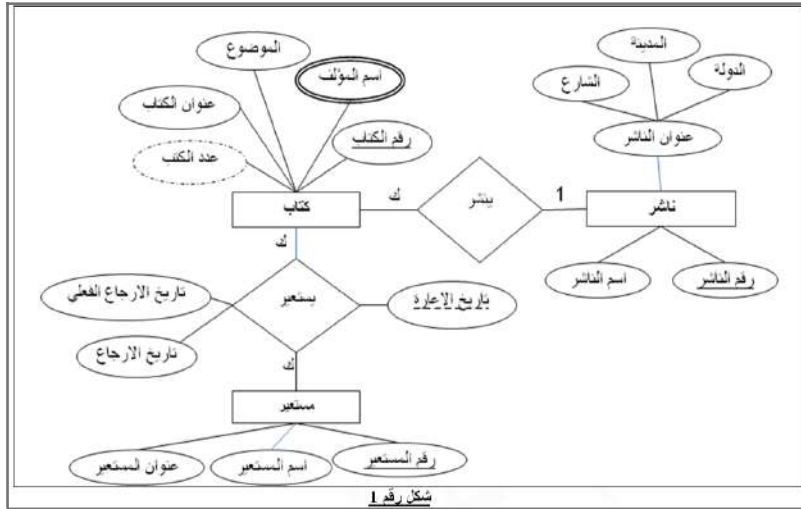 الموضوع
اسم المؤلف
المدينة
الشارع
الدولة
عنوان الكتاب
رقم الكتاب
عنوان الناشر
عدد الكتب
كتاب
ك
ينشر
1
ناشر
ك
اسم الناشر
رقم الناشر
تاريخ الارجاع الفعلي
يستعير
تاريخ الاعارة
تاريخ الارجاع
ك
مستعير
عنوان المستعير
اسم المستعير
رقم المستعير
شكل رقم 1